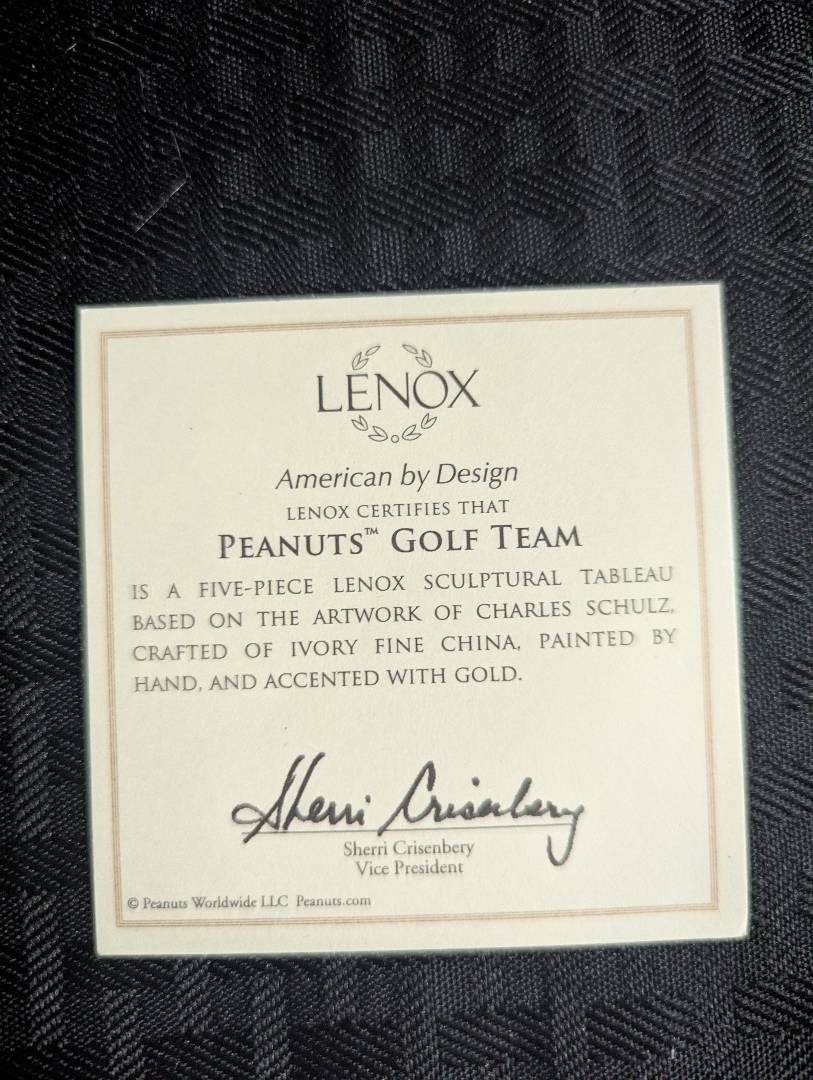 LENOX
American by Design
LENOX CERTIFIES THAT
PEANUTS™ GOLF TEAM
IS A FIVE-PIECE LENOX SCULPTURAL TABLEAU
BASED ON THE ARTWORK OF CHARLES SCHULZ,
CRAFTED OF IVORY FINE CHINA, PAINTED BY
HAND, AND ACCENTED WITH GOLD.
Sherri Crisenbery
Sherri Crisenbery
Vice President
© Peanuts Worldwide LLC Peanuts.com